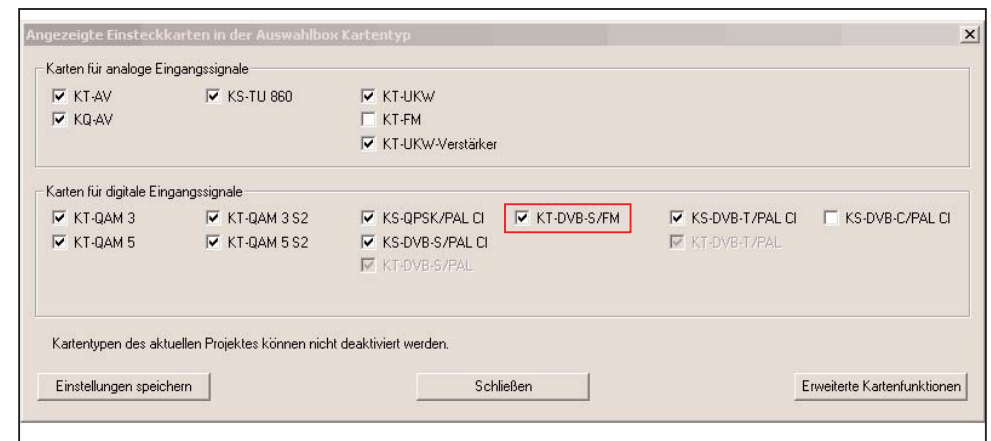 Angezeigte Einsteckkarten in der Auswahlbox Kartentyp
Karten für analoge Eingangssignale
KT-AV KS-TU 860 KT-UKW
KQ-AV KT-FM
KT-UKW-Verstärker
Karten für digitale Eingangssignale
KT-QAM 3 KT-QAM 3 S2 KS-QPSK/PAL CI KT-DVB-S/FM KS-DVB-T/PAL CI KS-DVB-C/PAL CI
KT-QAM 5 KT-QAM 5 S2 KS-DVB-S/PAL CI KT-DVB-T/PAL
KT-DVB-S/PAL
Kartentypen des aktuellen Projektes können nicht deaktiviert werden.
Einstellungen speichern Schließen Erweiterte Kartenfunktionen